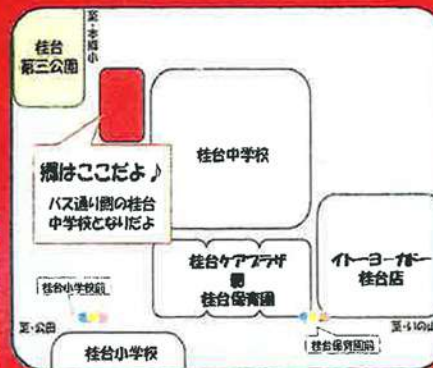 桂台
第三公園
至・本郷小
郷はここだよ♪
バス通り側の桂台
中学校となりだよ
桂台中学校
桂台ケアプラザ
桂台保育園
イトーヨーカドー
桂台店
桂台小学校前
至・公田
至・いの山
桂台保育園前
桂台小学校